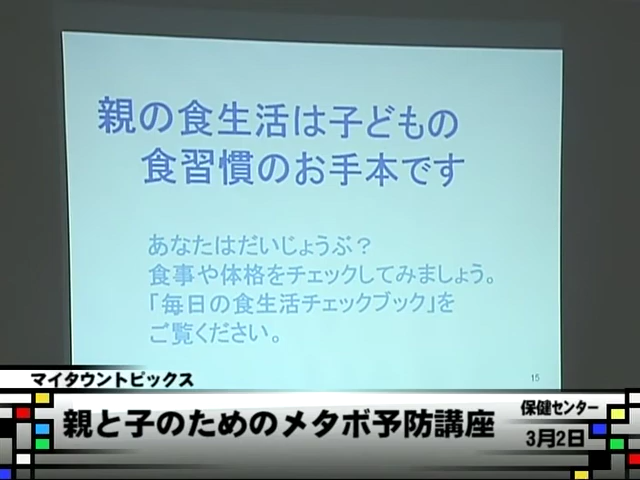 親の食生活は子どもの
食習慣のお手本です
あなたはだいじょうぶ？
食事や体格をチェックしてみましょう。
「毎日の食生活チェックブック」を
ご覧ください。
15
マイタウントピックス
親と子のためのメタボ予防講座
保健センター
3月2日